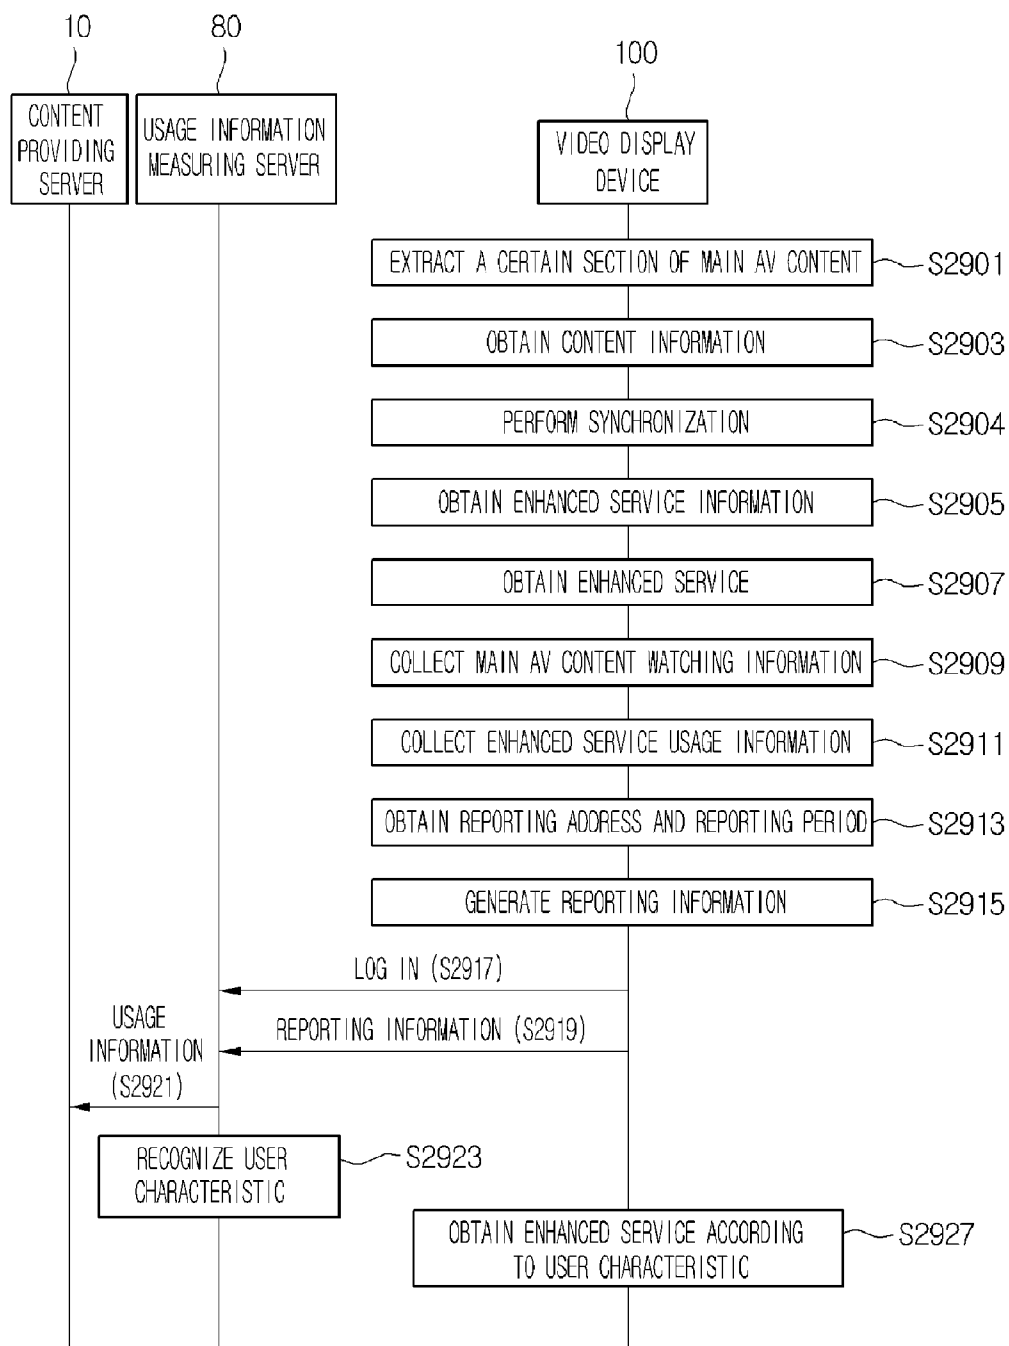 10
80
100
CONTENT
PROVIDING
SERVER
USAGE INFORMATION
MEASURING SERVER
VIDEO DISPLAY
DEVICE
EXTRACT A CERTAIN SECTION OF MAIN AV CONTENT
S2901
OBTAIN CONTENT INFORMATION
S2903
PERFORM SYNCHRONIZATION
S2904
OBTAIN ENHANCED SERVICE INFORMATION
S2905
OBTAIN ENHANCED SERVICE
S2907
COLLECT MAIN AV CONTENT WATCHING INFORMATION
S2909
COLLECT ENHANCED SERVICE USAGE INFORMATION
S2911
OBTAIN REPORTING ADDRESS AND REPORTING PERIOD
S2913
GENERATE REPORTING INFORMATION
S2915
LOG IN (S2917)
REPORTING INFORMATION (S2919)
USAGE
INFORMATION
(S2921)
RECOGNIZE USER
CHARACTERISTIC
S2923
OBTAIN ENHANCED SERVICE ACCORDING
TO USER CHARACTERISTIC
S2927